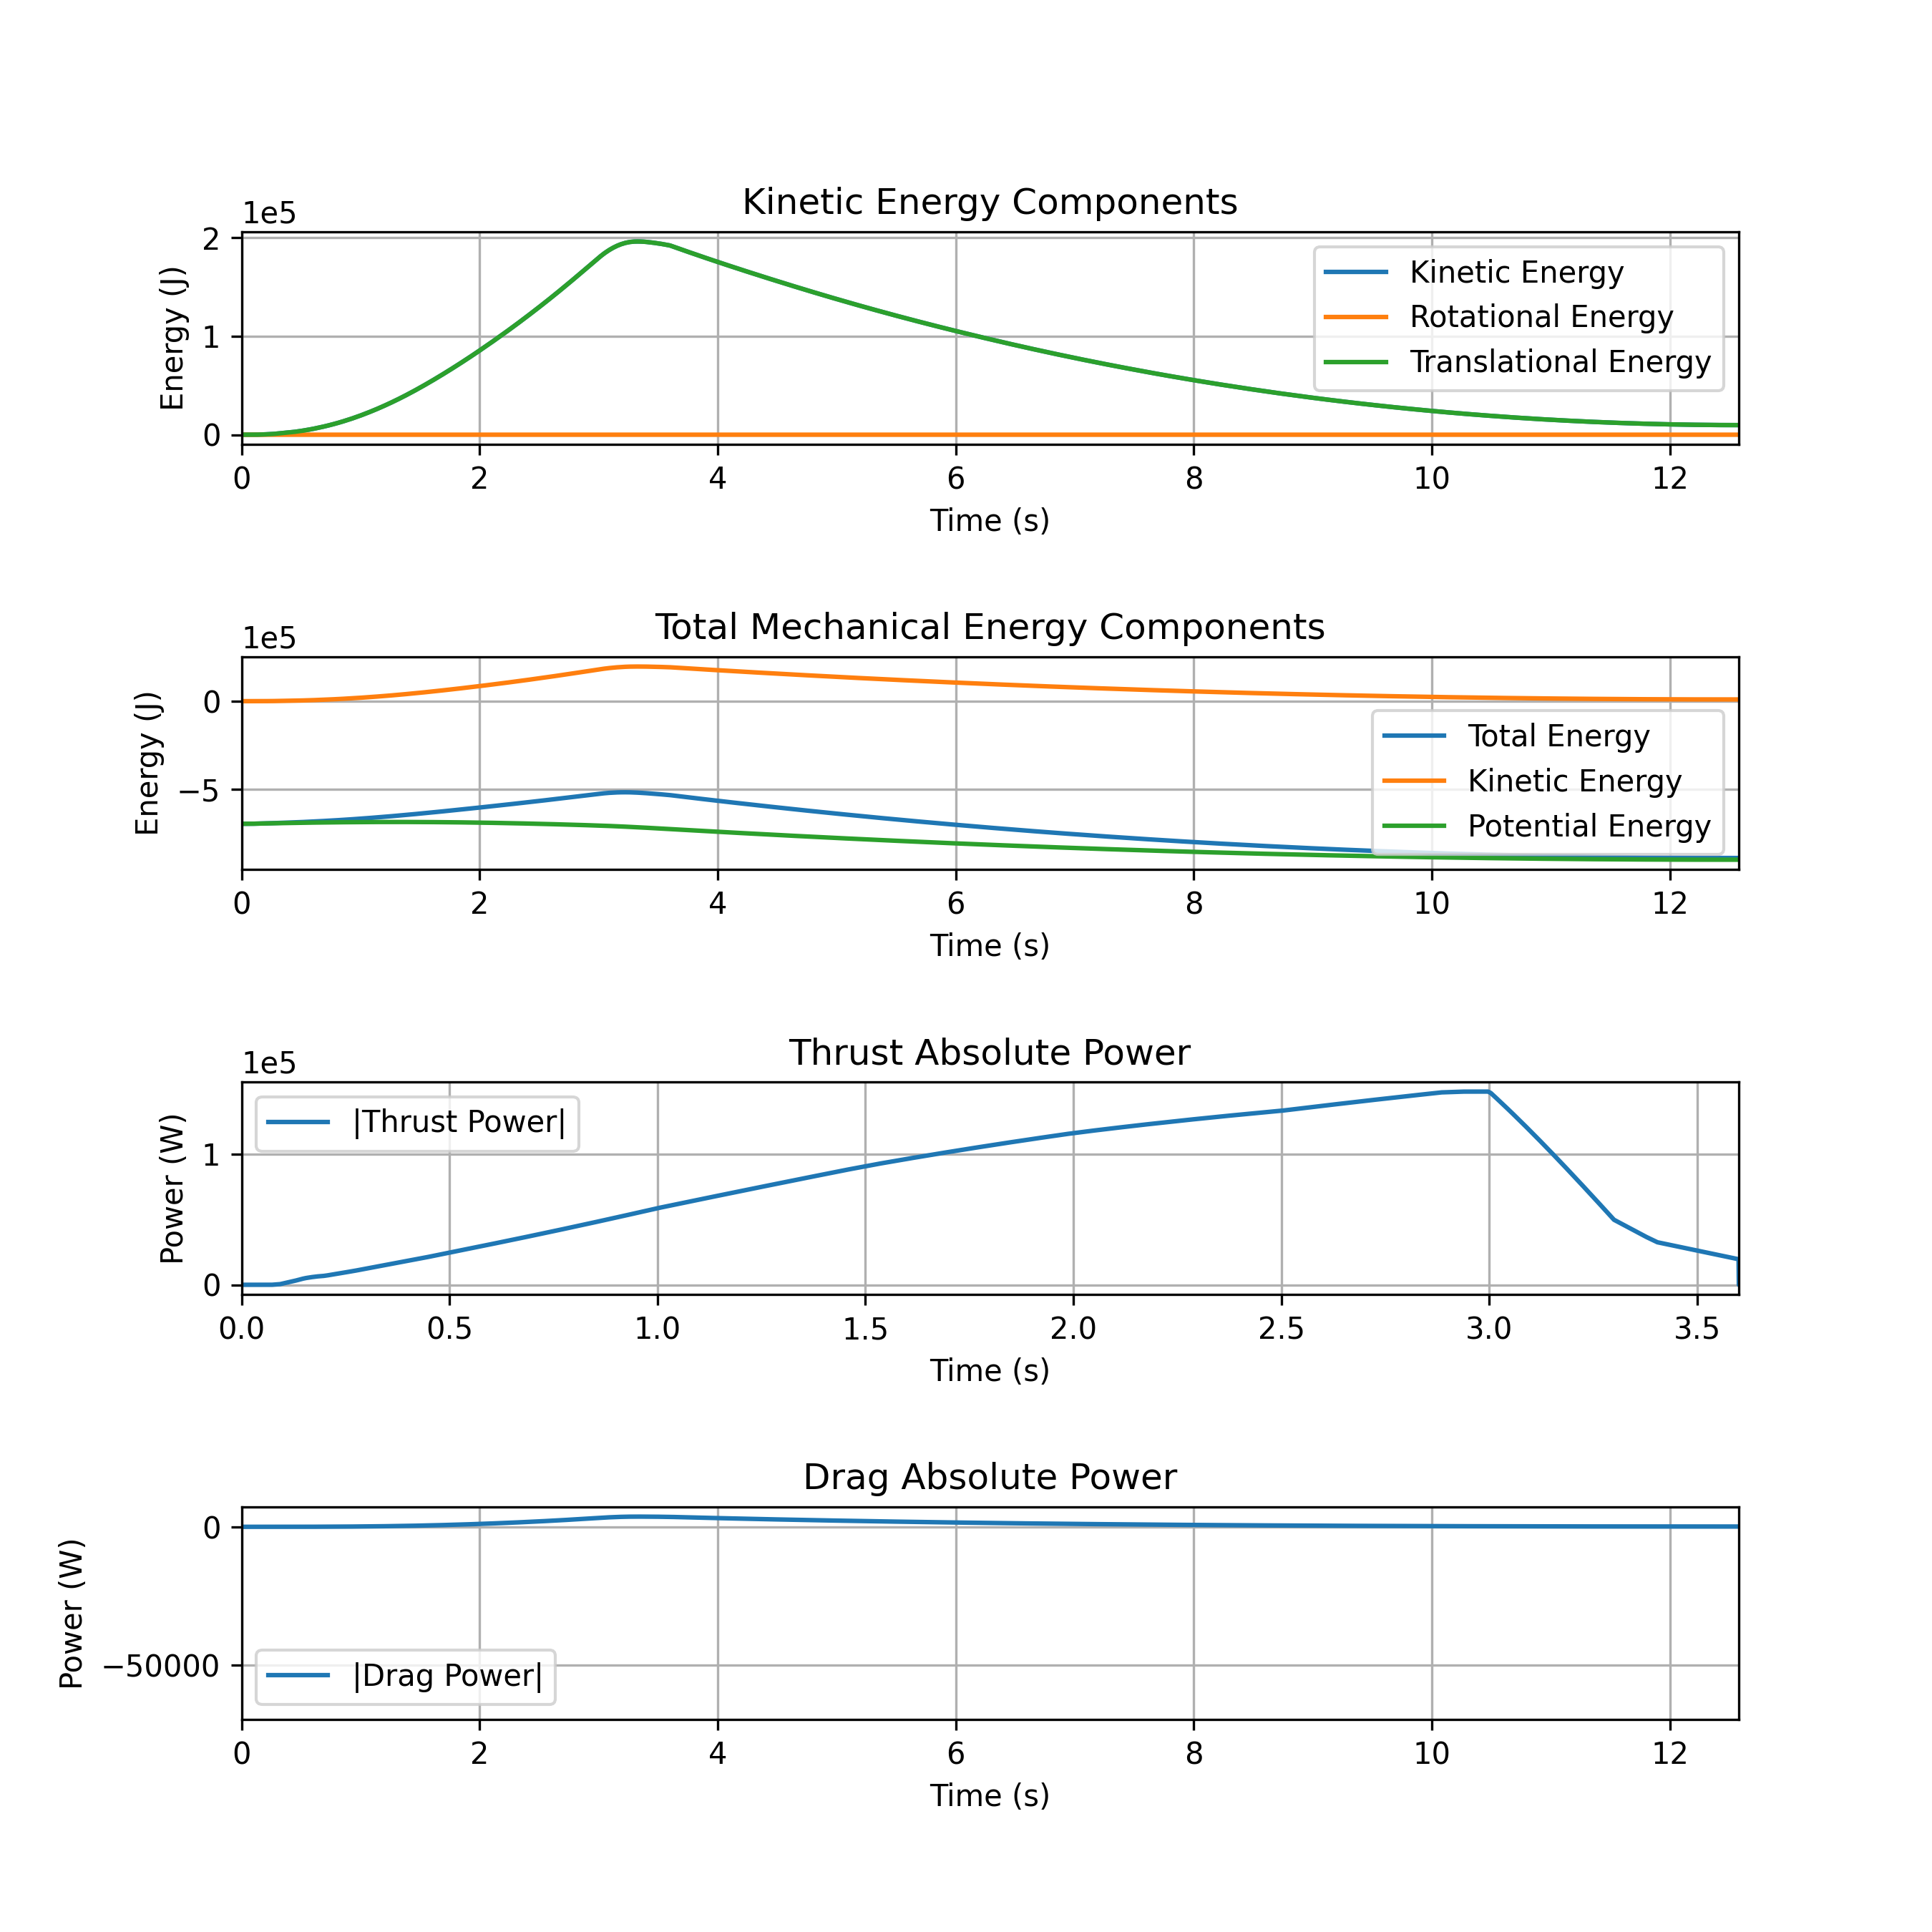 Kinetic Energy Components
1e5
2
1
0
Energy (J)
Kinetic Energy
Rotational Energy
Translational Energy
0 2 4 6 8 10 12
Time (s)
Total Mechanical Energy Components
1e5
0
−5
Energy (J)
Total Energy
Kinetic Energy
Potential Energy
0 2 4 6 8 10 12
Time (s)
Thrust Absolute Power
1e5
1
0
Power (W)
|Thrust Power|
0.0 0.5 1.0 1.5 2.0 2.5 3.0 3.5
Time (s)
Drag Absolute Power
0
−50000
Power (W)
|Drag Power|
0 2 4 6 8 10 12
Time (s)